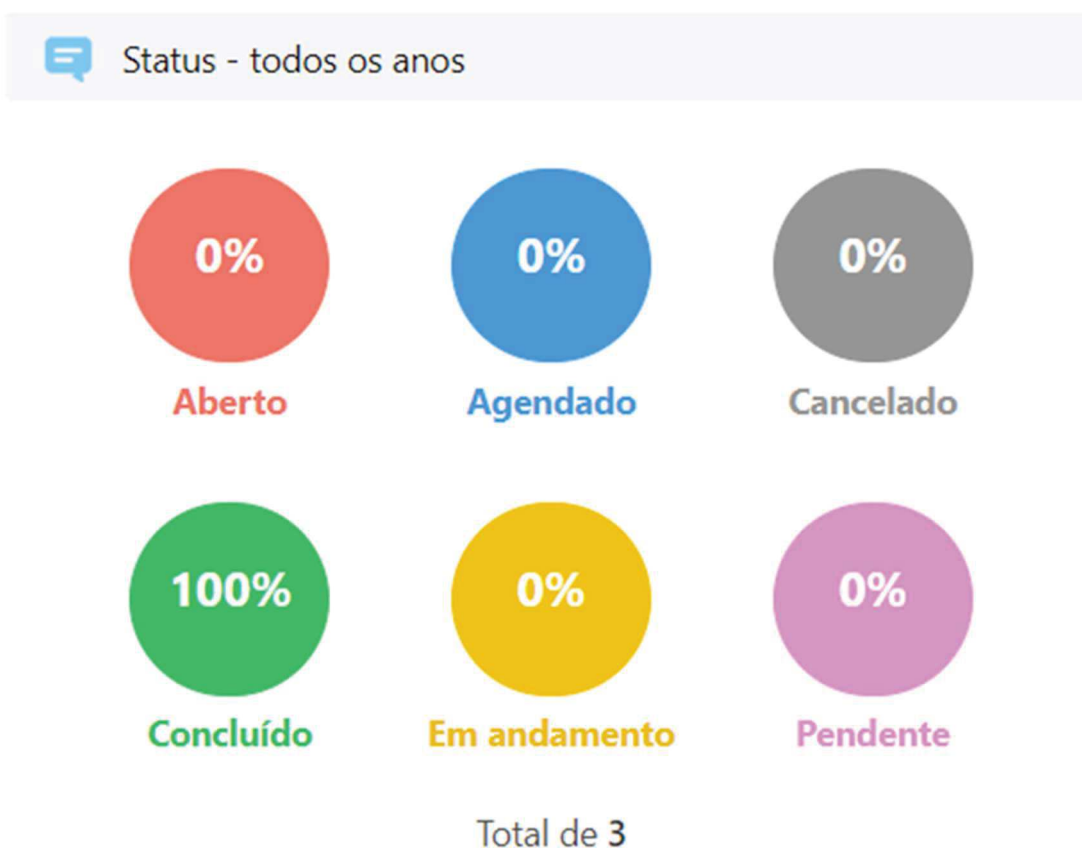 Status - todos os anos
0% 0% 0%
Aberto Agendado Cancelado
100% 0% 0%
Concluído Em andamento Pendente
Total de 3